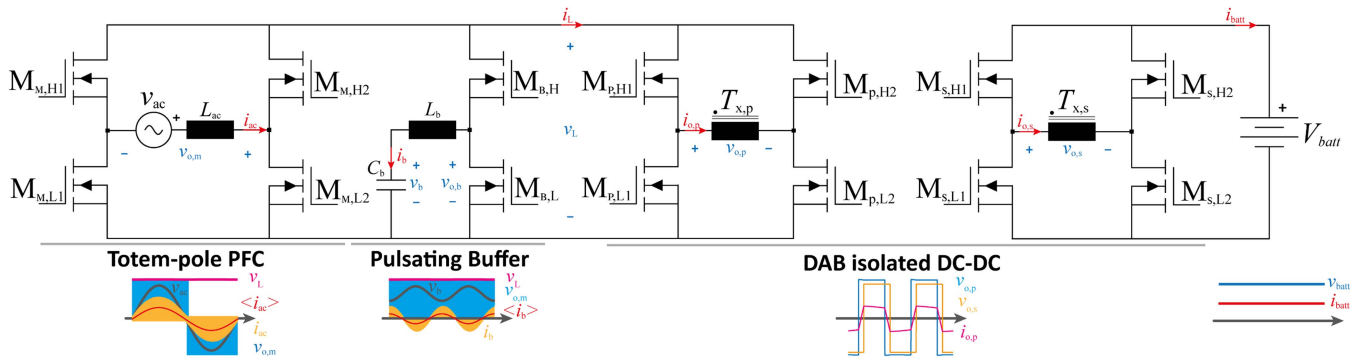 i_L
i_batt
M_M,H1
M_M,H2
M_B,H
M_P,H1
M_p,H2
M_S,H1
M_S,H2
+
v_ac
L_ac
i_ac
L_b
T_x,p
T_x,s
+
v_L
i_o,p
i_o,s
V_batt
− v_o,m +
C_b
i_b
+ v_o,p −
+ v_o,s −
+
+
v_b
v_o,b
−
−
M_M,L1
M_M,L2
M_B,L
M_P,L1
M_p,L2
M_S,L1
M_S,L2
−
Totem-pole PFC
Pulsating Buffer
DAB isolated DC-DC
v_L
v_ac
<i_ac>
i_ac
v_o,m
v_L
v_b
v_o,m
<i_b>
i_b
v_o,p
v_o,s
i_o,p
v_batt
i_batt